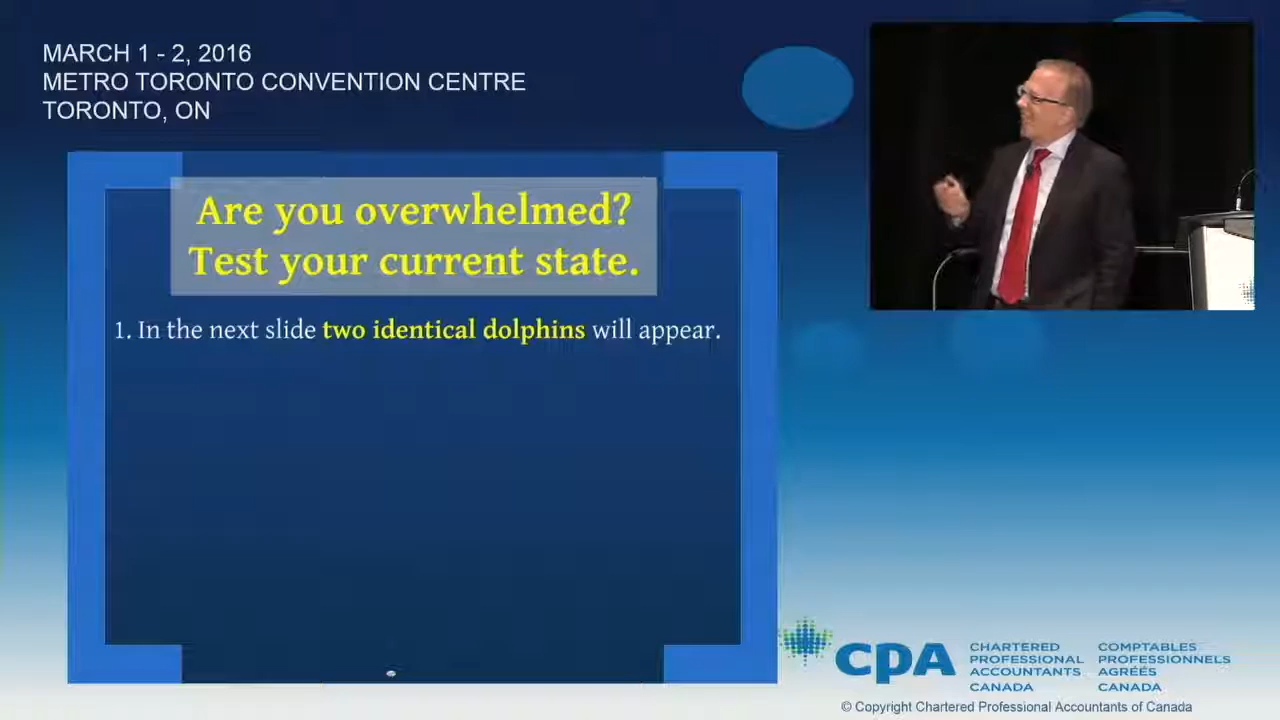 MARCH 1 - 2, 2016
METRO TORONTO CONVENTION CENTRE
TORONTO, ON
Are you overwhelmed?
Test your current state.
1. In the next slide two identical dolphins will appear.
CPA
CHARTERED
PROFESSIONAL
ACCOUNTANTS
CANADA
COMPTABLES
PROFESSIONNELS
AGRÉÉS
CANADA
© Copyright Chartered Professional Accountants of Canada